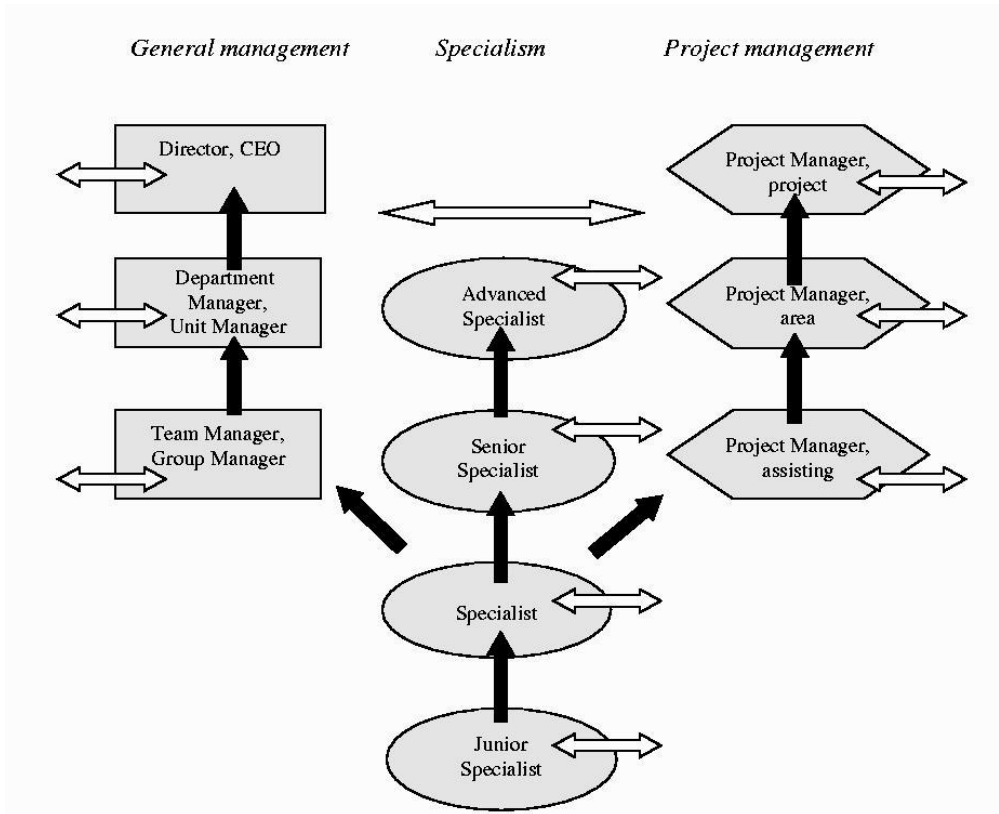 General management
Specialism
Project management
Director, CEO
Project Manager,
project
Department
Manager,
Unit Manager
Advanced
Specialist
Project Manager,
area
Team Manager,
Group Manager
Senior
Specialist
Project Manager,
assisting
Specialist
Junior
Specialist